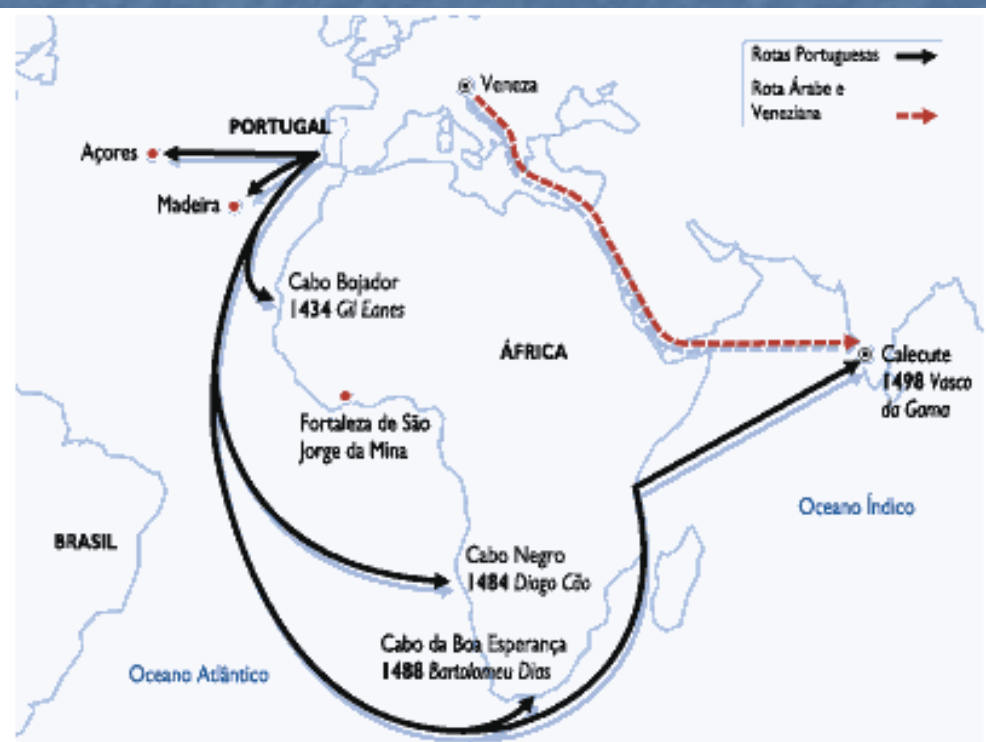 Rotas Portuguesas
Rota Árabe e
Veneziana
Veneza
PORTUGAL
Açores
Madeira
Cabo Bojador
1434 Gil Eanes
ÁFRICA
Calecute
1498 Vasco
da Gama
Fortaleza de São
Jorge da Mina
Oceano Índico
BRASIL
Cabo Negro
1484 Diogo Cão
Cabo da Boa Esperança
1488 Bartolomeu Dias
Oceano Atlântico